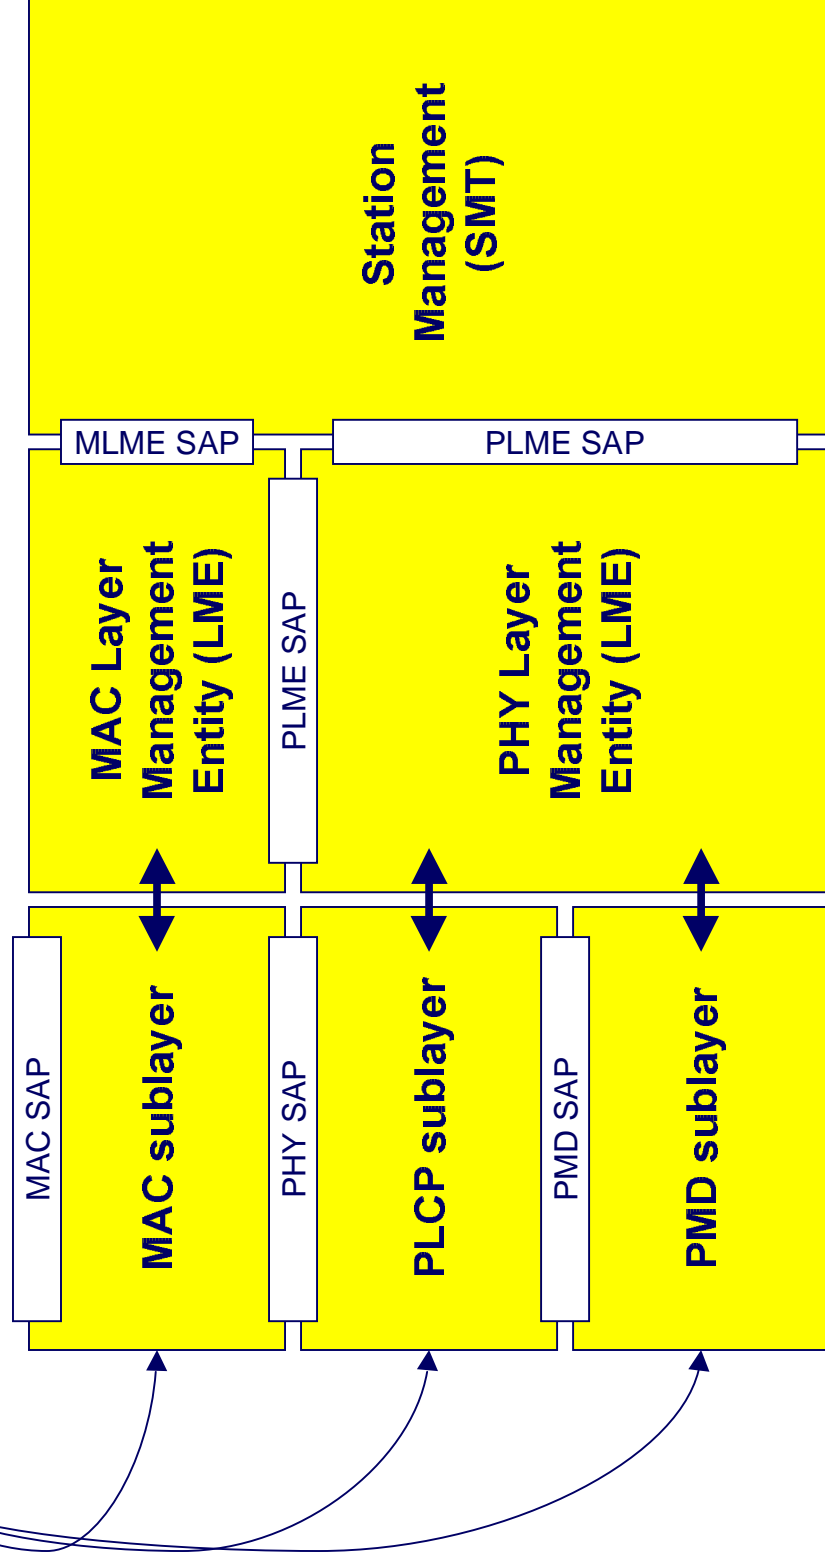 Station
Management
(SMT)
MLME SAP
PLME SAP
MAC Layer
Management
Entity (LME)
PLME SAP
PHY Layer
Management
Entity (LME)
MAC SAP
MAC sublayer
PHY SAP
PLCP sublayer
PMD SAP
PMD sublayer